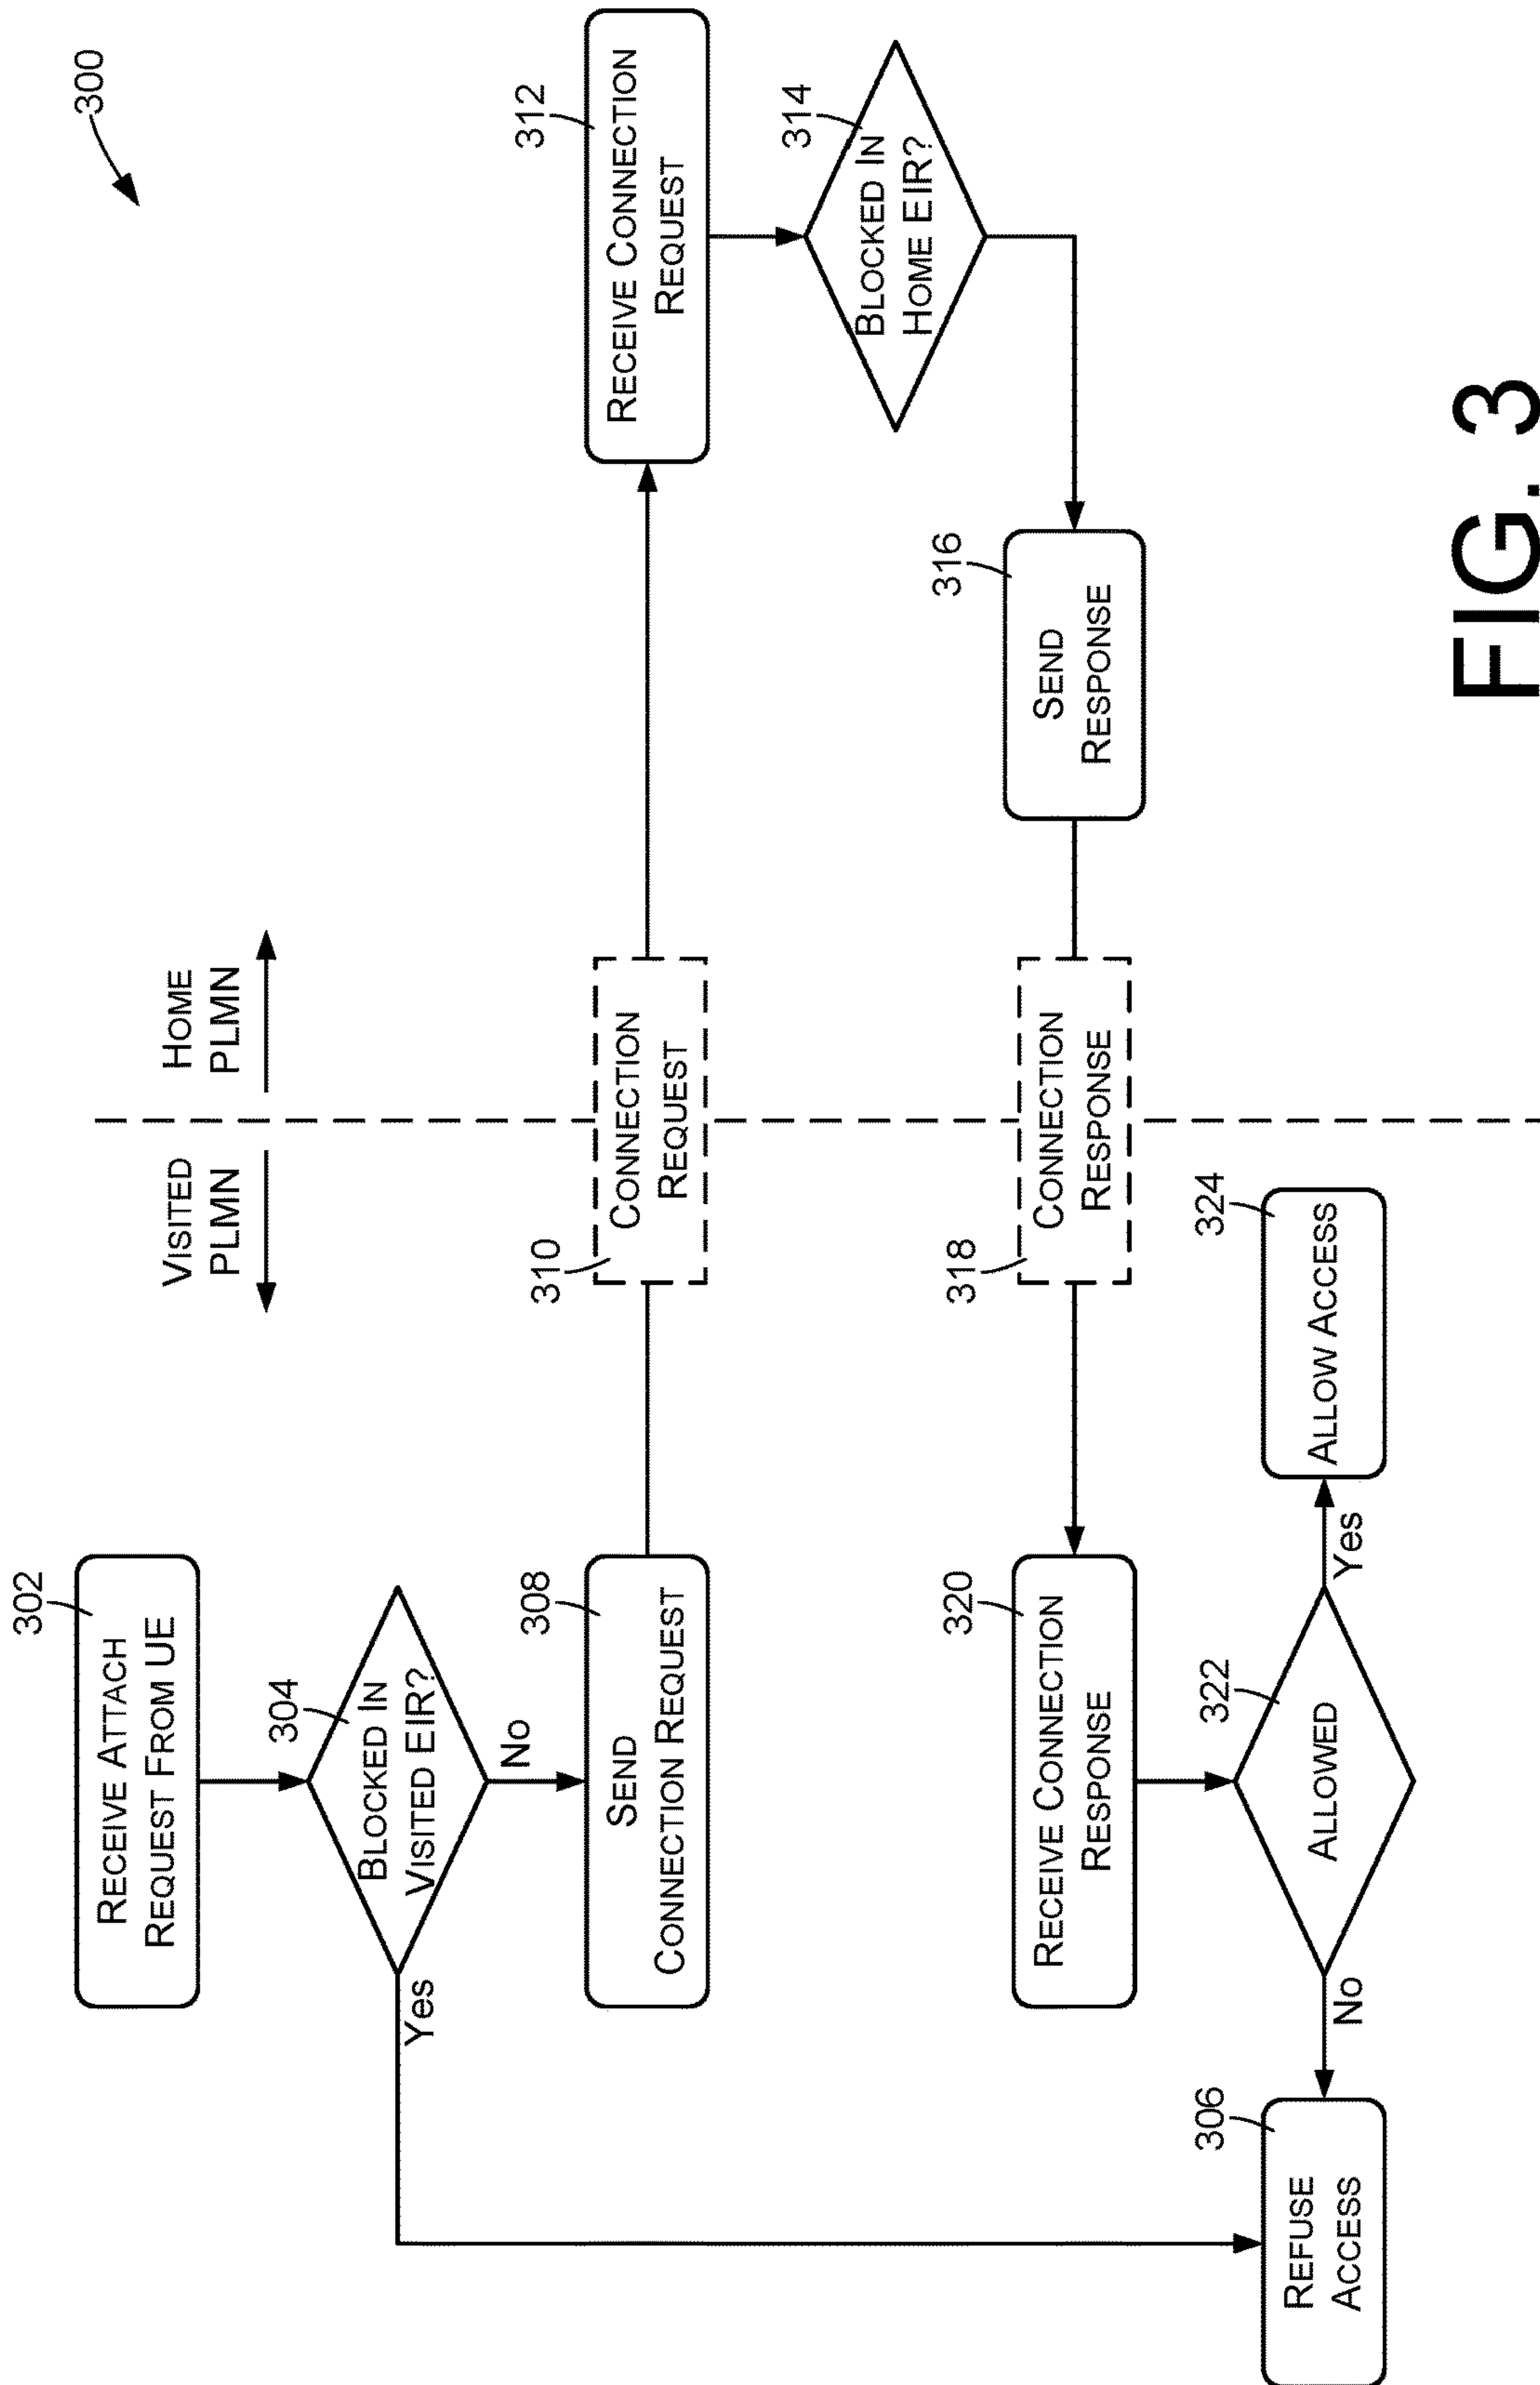 300
VISITED
PLMN
HOME
PLMN
302
RECEIVE ATTACH
REQUEST FROM UE
304
BLOCKED IN
VISITED EIR?
Yes
No
308
SEND
CONNECTION REQUEST
310
CONNECTION
REQUEST
312
RECEIVE CONNECTION
REQUEST
314
BLOCKED IN
HOME EIR?
316
SEND
RESPONSE
318
CONNECTION
RESPONSE
320
RECEIVE CONNECTION
RESPONSE
322
ALLOWED
No
Yes
306
REFUSE
ACCESS
324
ALLOW ACCESS
FIG. 3